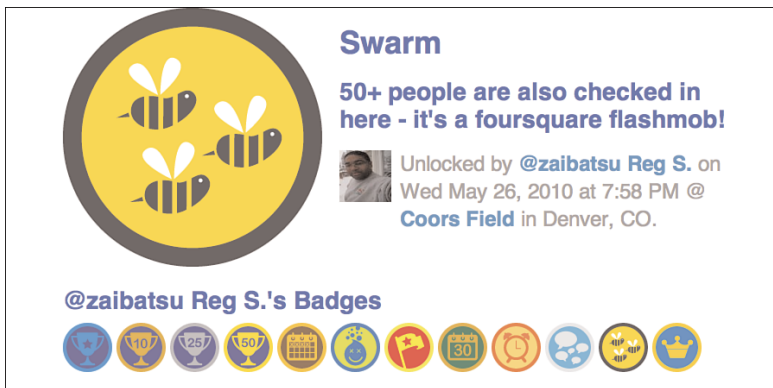 Swarm
50+ people are also checked in
here - it's a foursquare flashmob!
Unlocked by @zaibatsu Reg S. on
Wed May 26, 2010 at 7:58 PM @
Coors Field in Denver, CO.
@zaibatsu Reg S.'s Badges
10 25 50 30